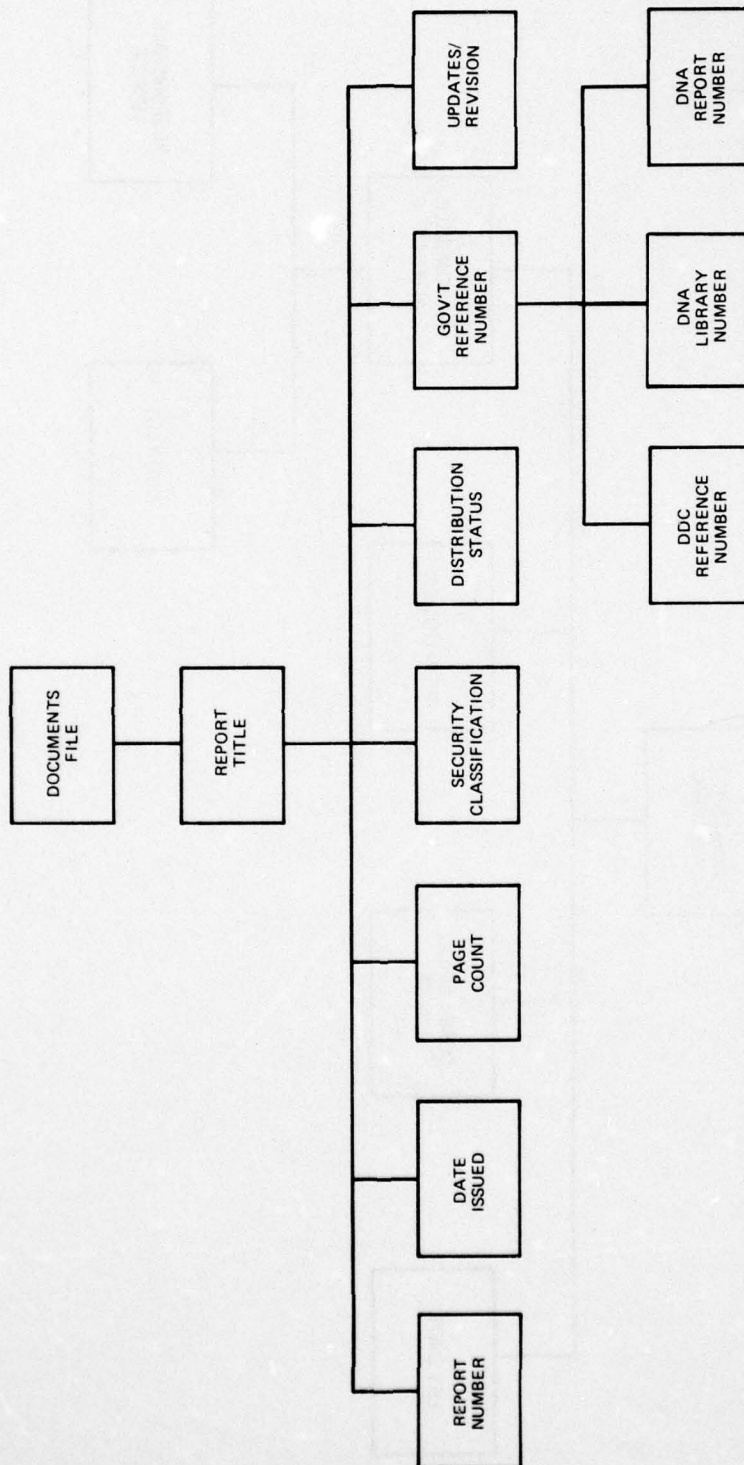 DOCUMENTS
FILE
REPORT
TITLE
REPORT
NUMBER
DATE
ISSUED
PAGE
COUNT
SECURITY
CLASSIFICATION
DISTRIBUTION
STATUS
GOV'T
REFERENCE
NUMBER
UPDATES/
REVISION
DDC
REFERENCE
NUMBER
DNA
LIBRARY
NUMBER
DNA
REPORT
NUMBER